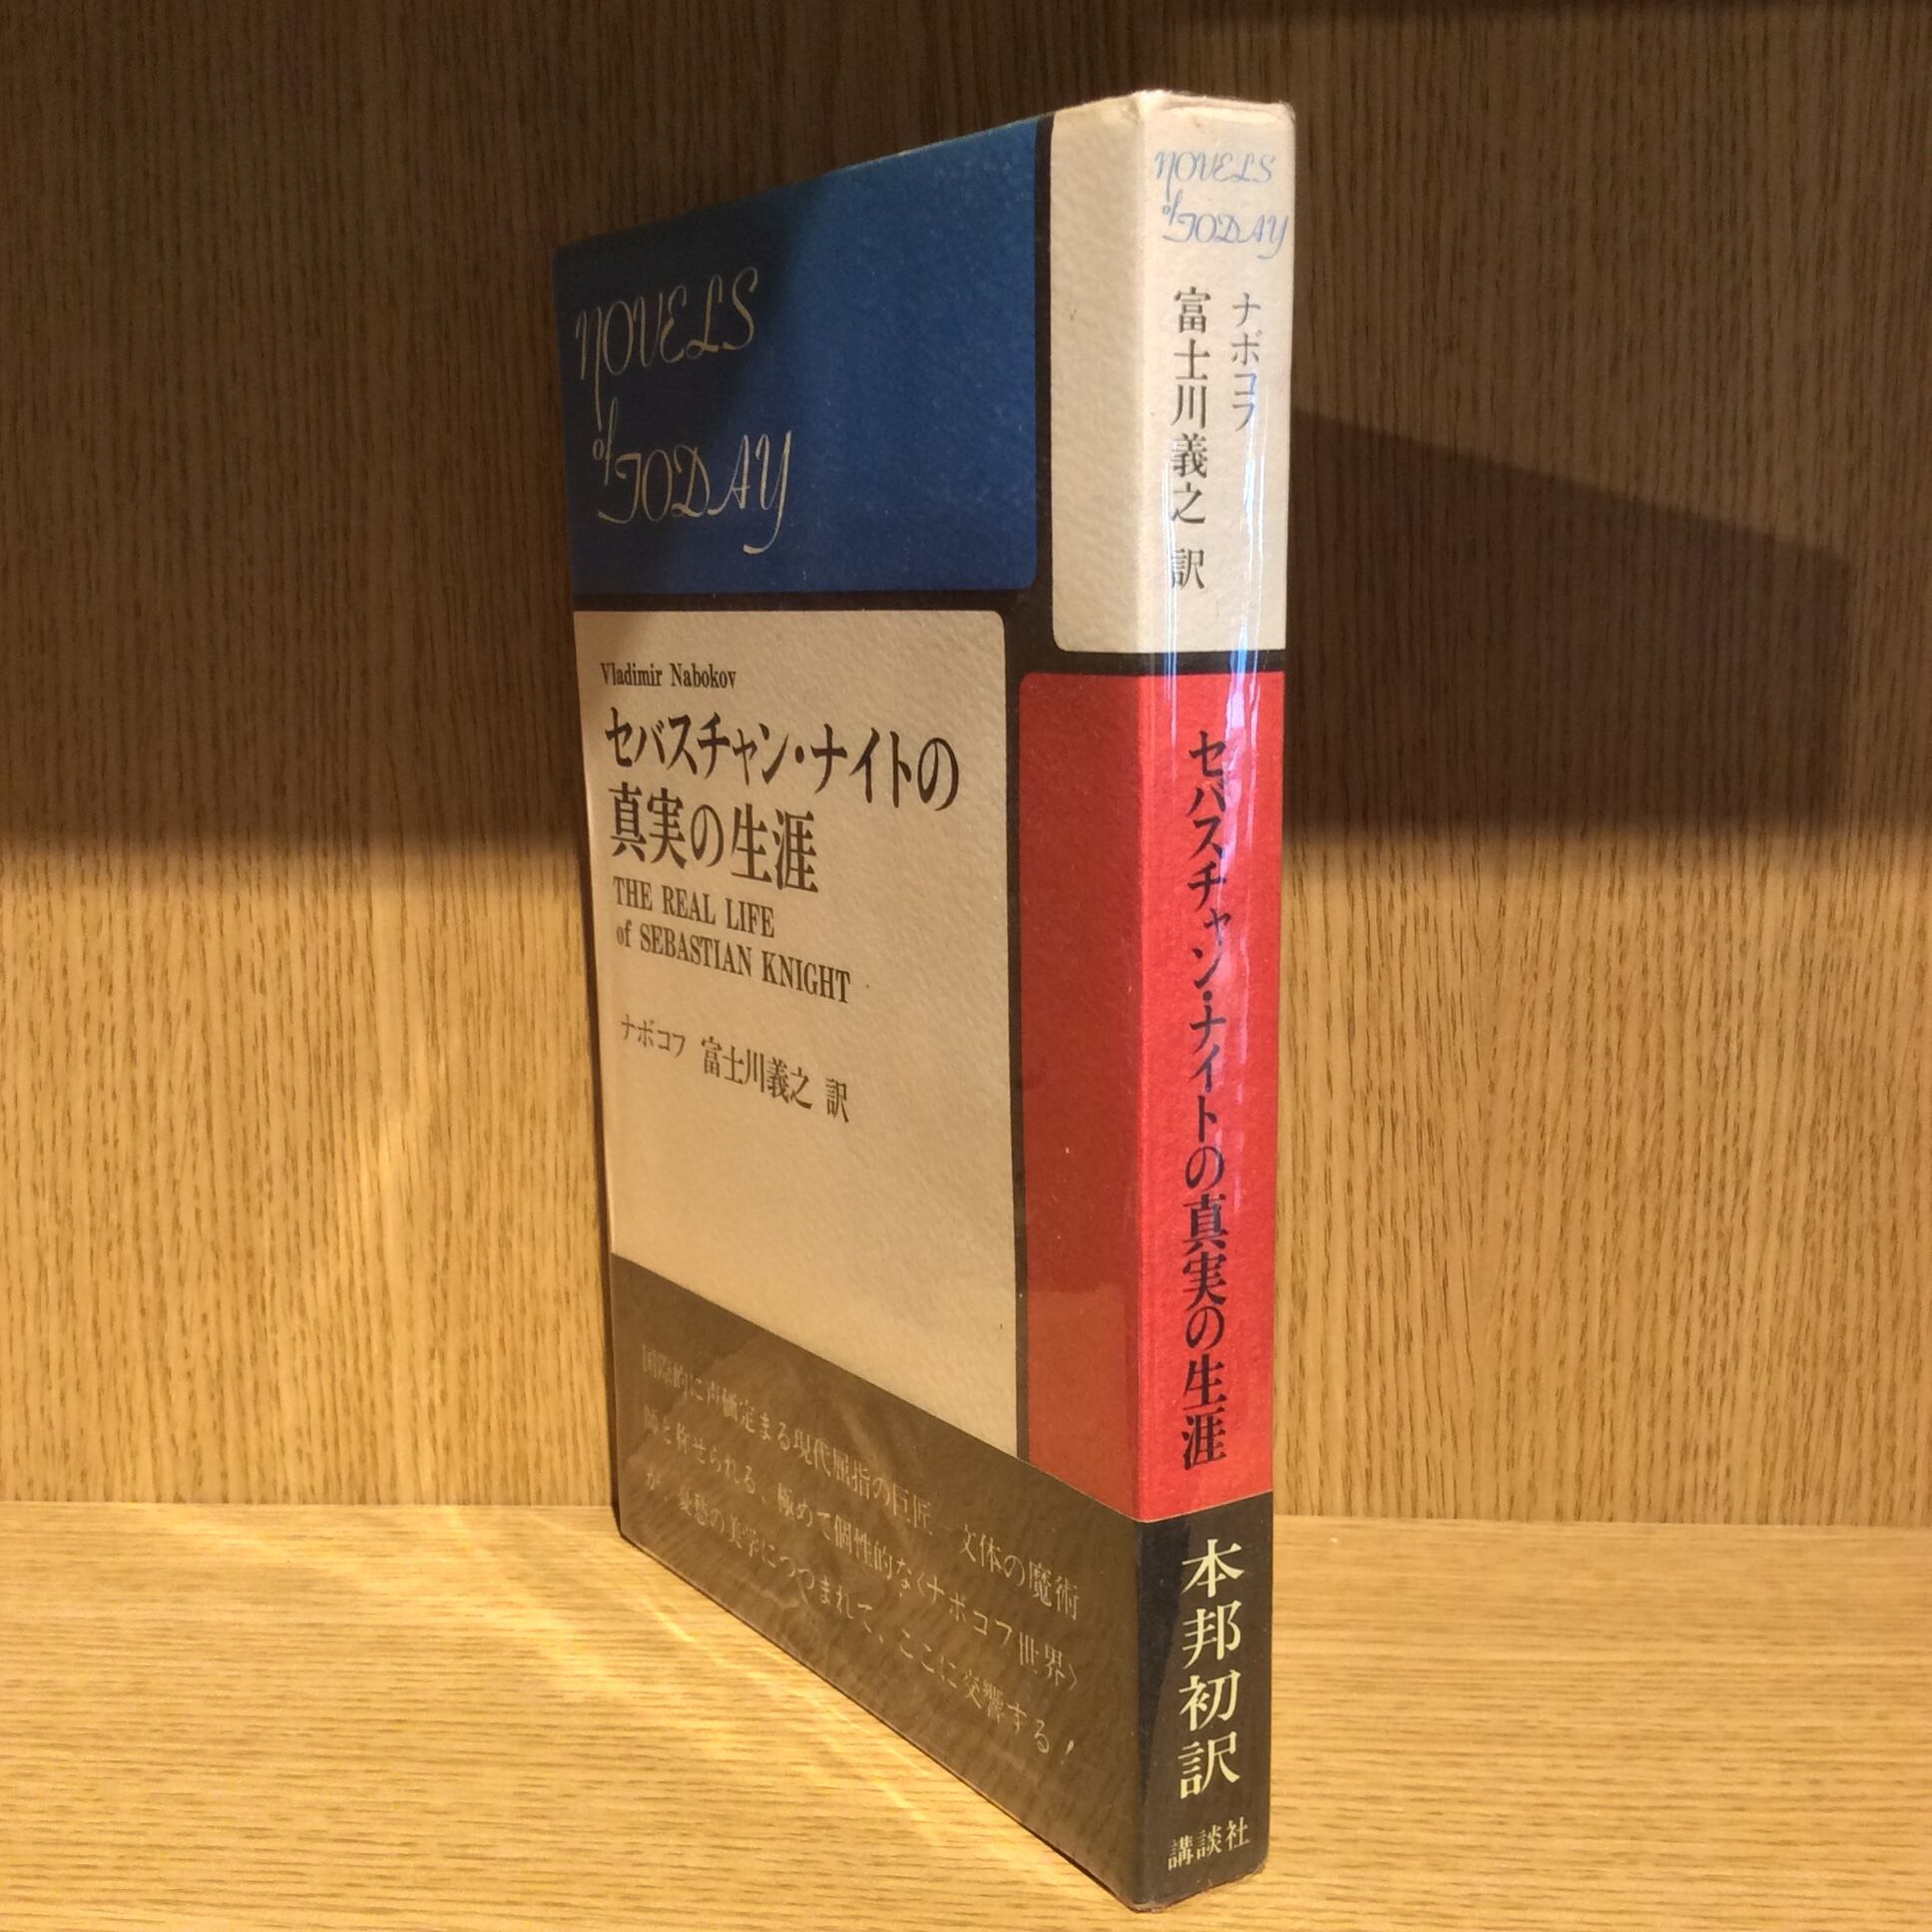 NOVELS
of TODAY
Vladimir Nabokov
セバスチャン・ナイトの
真実の生涯
THE REAL LIFE
of SEBASTIAN KNIGHT
ナボコフ 富士川義之 訳
国際的に声価定まる現代屈指の巨匠―文体の魔術
師と称せられる、極めて個性的な〈ナボコフ世界〉
が、憂愁の美学につつまれて、ここに交響する!
NOVELS
of TODAY
ナボコフ
富士川義之 訳
セバスチャン・ナイトの真実の生涯
本邦初訳
講談社